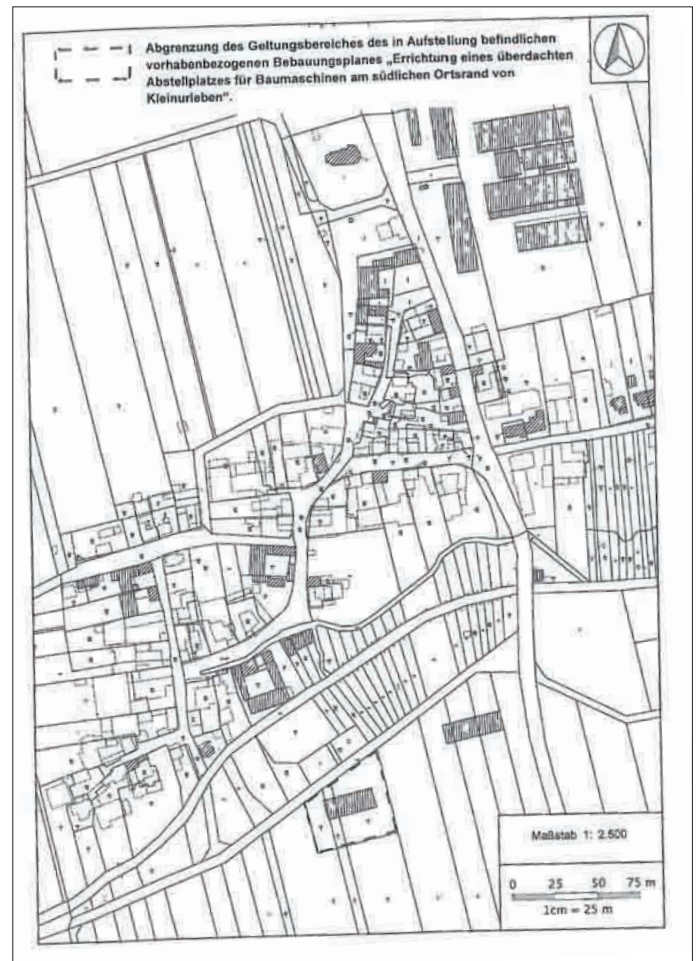 Abgrenzung des Geltungsbereiches des in Aufstellung befindlichen
vorhabenbezogenen Bebauungsplanes „Errichtung eines überdachten
Abstellplatzes für Baumaschinen am südlichen Ortsrand von
Kleinurleben“.
Maßstab 1: 2.500
0 25 50 75 m
1cm = 25 m